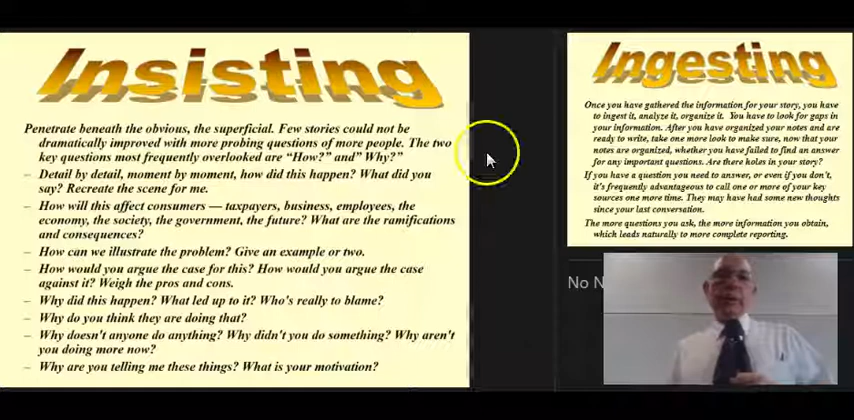 Insisting
Penetrate beneath the obvious, the superficial. Few stories could not be
dramatically improved with more probing questions of more people. The two
key questions most frequently overlooked are “How?” and” Why?”
– Detail by detail, moment by moment, how did this happen? What did you
say? Recreate the scene for me.
– How will this affect consumers — taxpayers, business, employees, the
economy, the society, the government, the future? What are the ramifications
and consequences?
– How can we illustrate the problem? Give an example or two.
– How would you argue the case for this? How would you argue the case
against it? Weigh the pros and cons.
– Why did this happen? What led up to it? Who's really to blame?
– Why do you think they are doing that?
– Why doesn't anyone do anything? Why didn't you do something? Why aren't
you doing more now?
– Why are you telling me these things? What is your motivation?
Ingesting
Once you have gathered the information for your story, you have
to ingest it, analyze it, organize it. You have to look for gaps in
your information. After you have organized your notes and are
ready to write, take one more look to make sure, now that your
notes are organized, whether you have failed to find an answer
for any important questions. Are there holes in your story?
If you have a question you need to answer, or even if you don't,
it's frequently advantageous to call one or more of your key
sources one more time. They may have had some new thoughts
since your last conversation.
The more questions you ask, the more information you obtain,
which leads naturally to more complete reporting.
No N